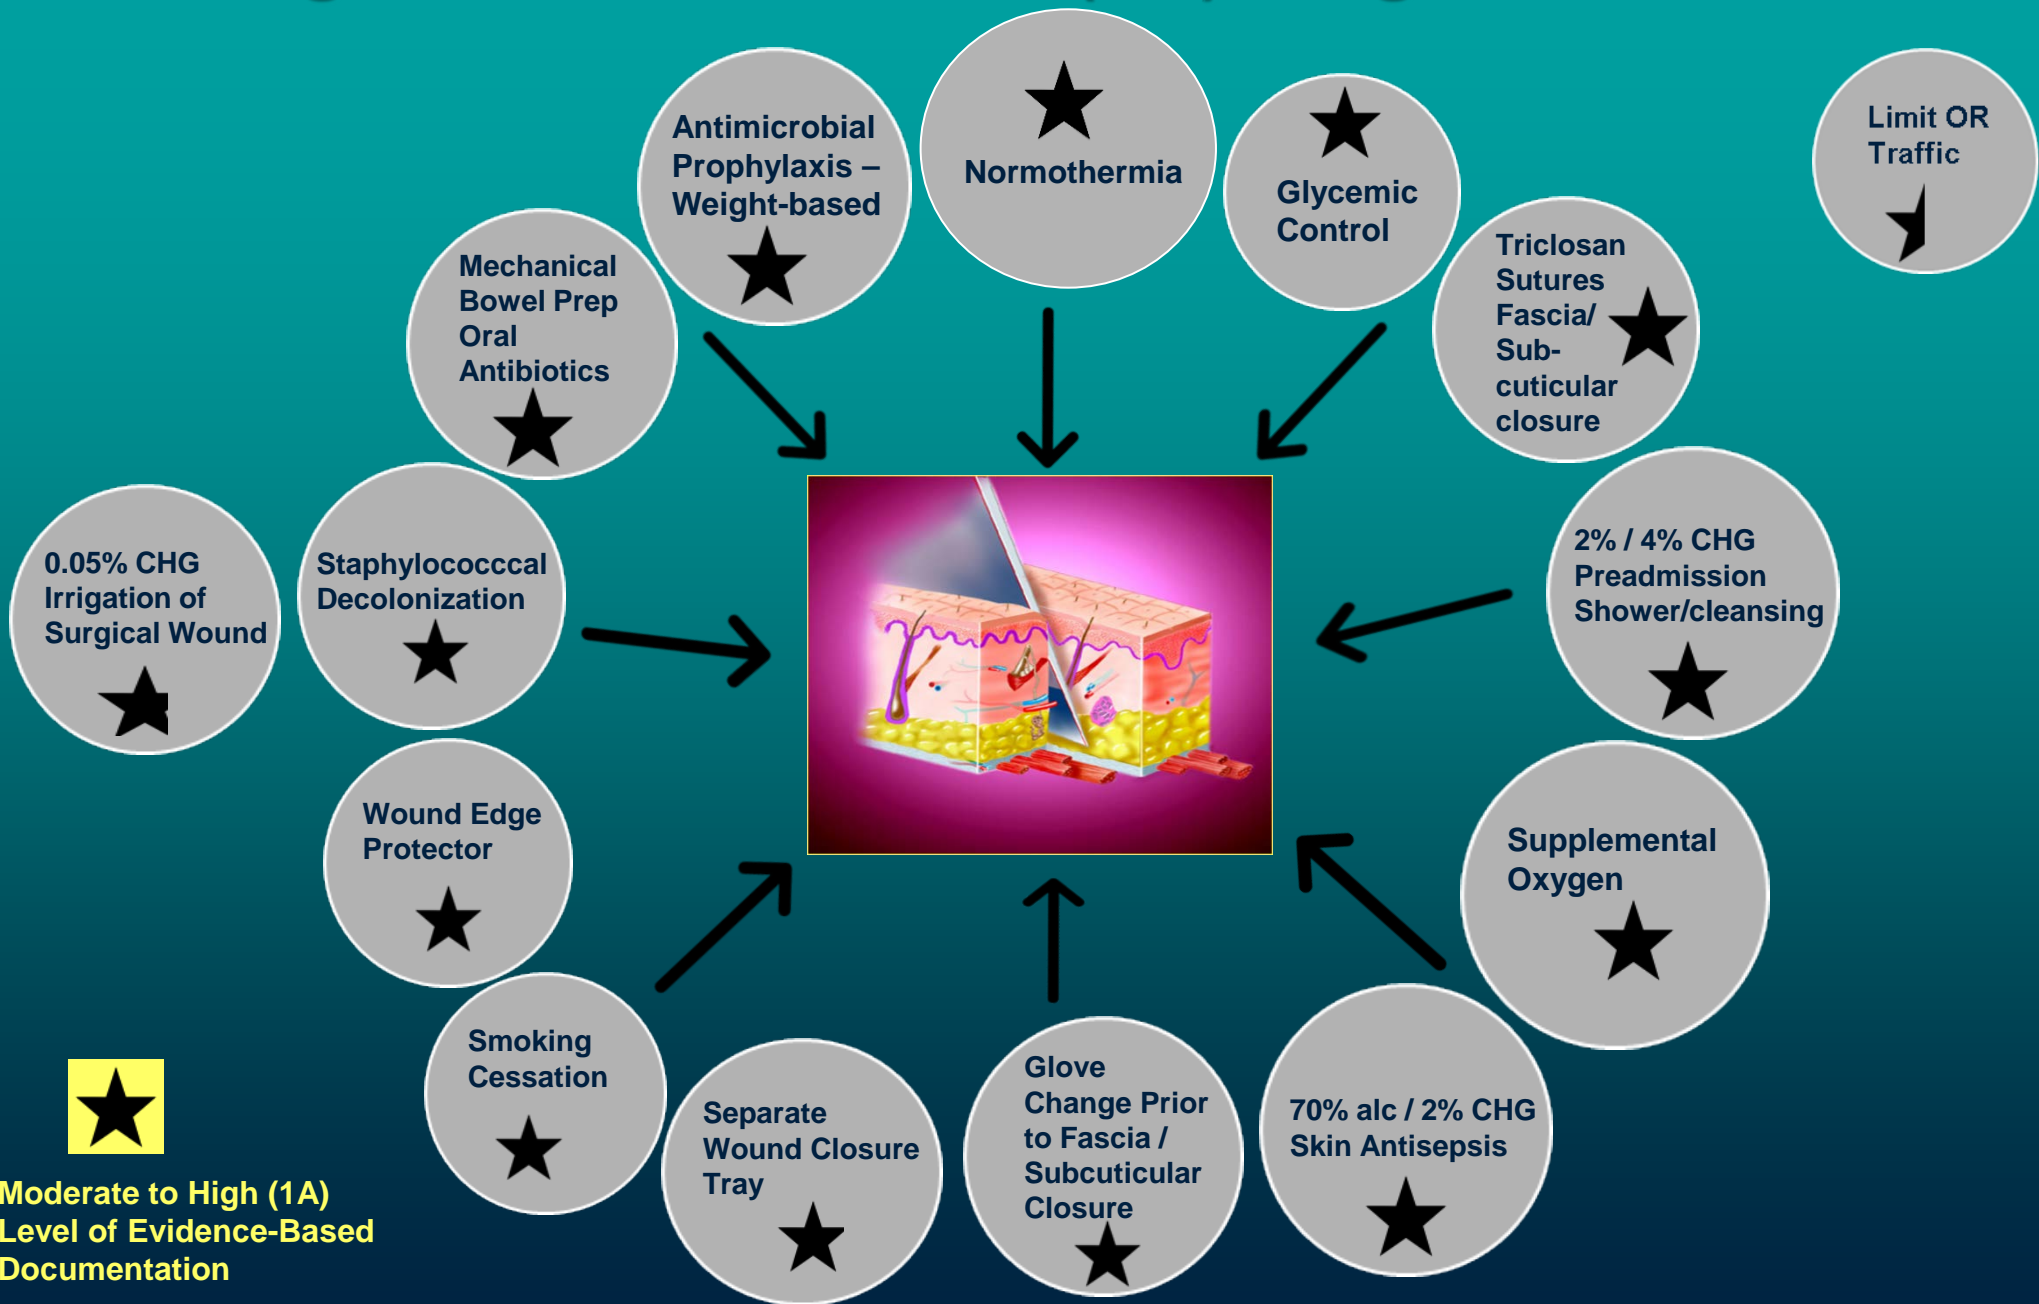 Antimicrobial
Prophylaxis –
Weight-based
Normothermia
Glycemic
Control
Limit OR
Traffic
Mechanical
Bowel Prep
Oral
Antibiotics
Triclosan
Sutures
Fascia/
Sub-
cuticular
closure
0.05% CHG
Irrigation of
Surgical Wound
Staphylococccal
Decolonization
2% / 4% CHG
Preadmission
Shower/cleansing
Wound Edge
Protector
Supplemental
Oxygen
Smoking
Cessation
Separate
Wound Closure
Tray
Glove
Change Prior
to Fascia /
Subcuticular
Closure
70% alc / 2% CHG
Skin Antisepsis
Moderate to High (1A)
Level of Evidence-Based
Documentation